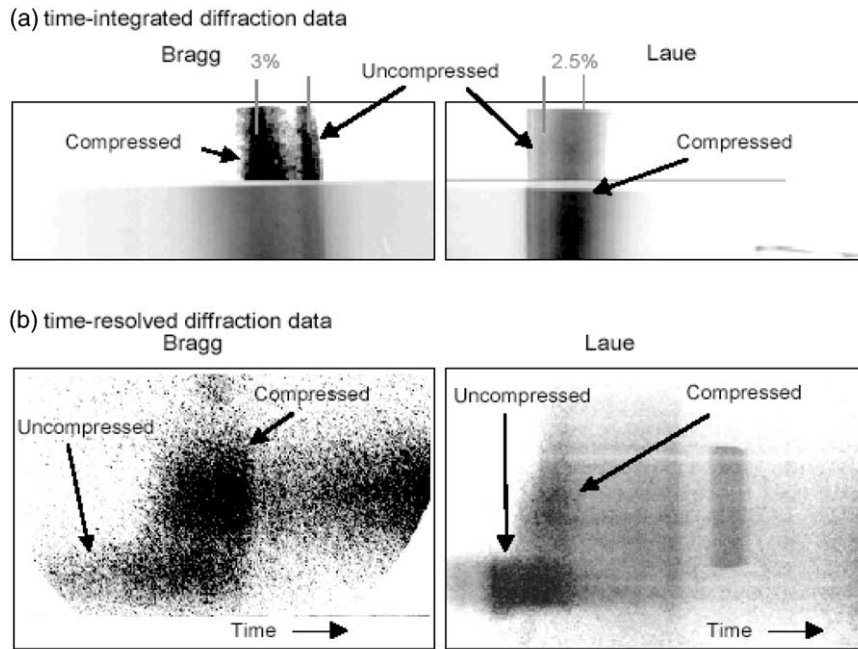 (a) time-integrated diffraction data
Bragg 3% Uncompressed 2.5% Laue
Compressed Compressed
(b) time-resolved diffraction data
Bragg Laue
Uncompressed Compressed Uncompressed Compressed
Time Time